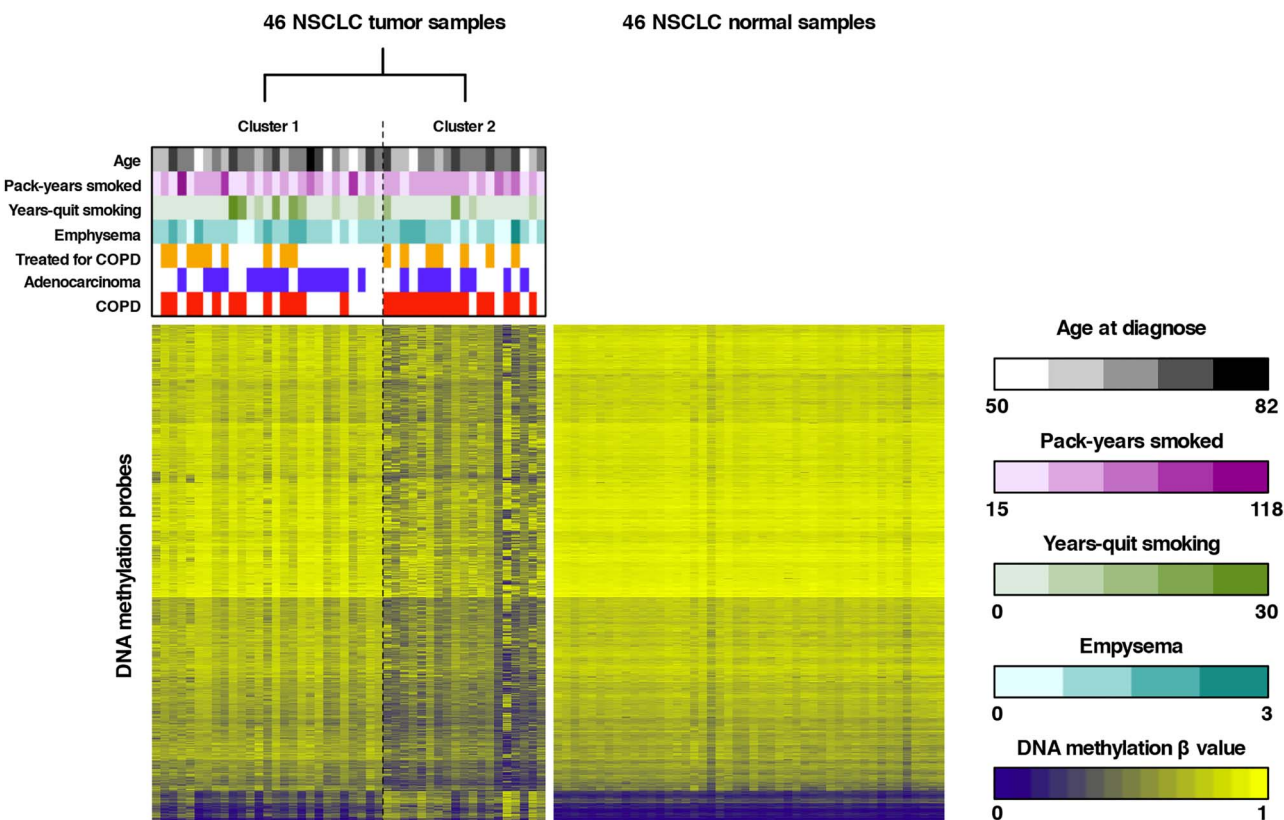 46 NSCLC tumor samples
46 NSCLC normal samples
Cluster 1
Cluster 2
Age
Pack-years smoked
Years-quit smoking
Emphysema
Treated for COPD
Adenocarcinoma
COPD
DNA methylation probes
Age at diagnose
50
82
Pack-years smoked
15
118
Years-quit smoking
0
30
Empysema
0
3
DNA methylation β value
0
1